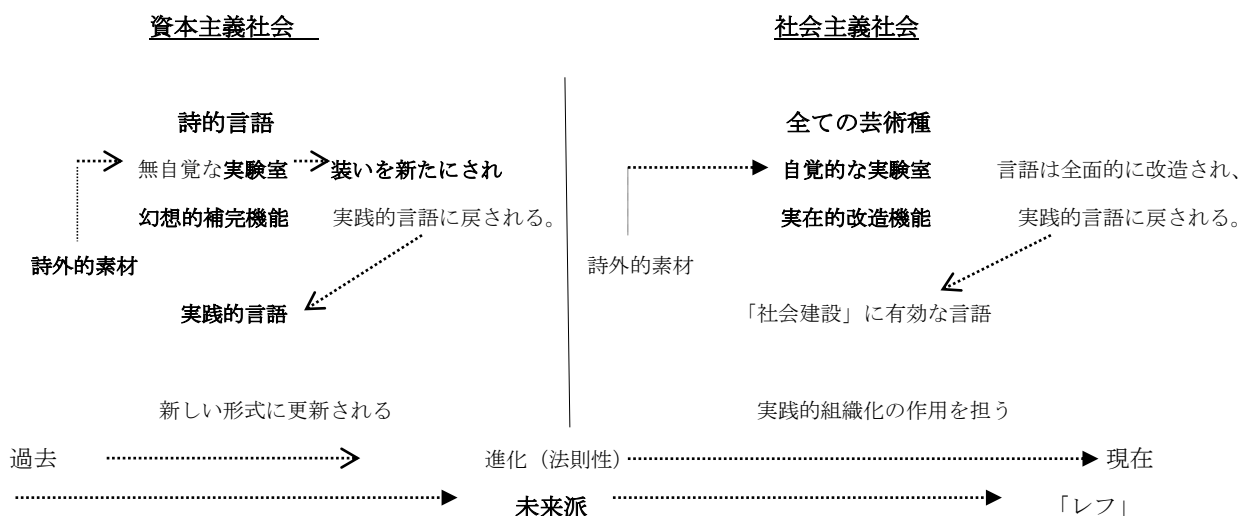 資本主義社会
社会主義社会
詩的言語
全ての芸術種
無自覚な実験室
装いを新たにされ
自覚的な実験室
言語は全面的に改造され、
幻想的補完機能
実践的言語に戻される。
実在的改造機能
実践的言語に戻される。
詩外的素材
詩外的素材
実践的言語
「社会建設」に有効な言語
新しい形式に更新される
実践的組織化の作用を担う
過去
進化（法則性）
現在
未来派
「レフ」